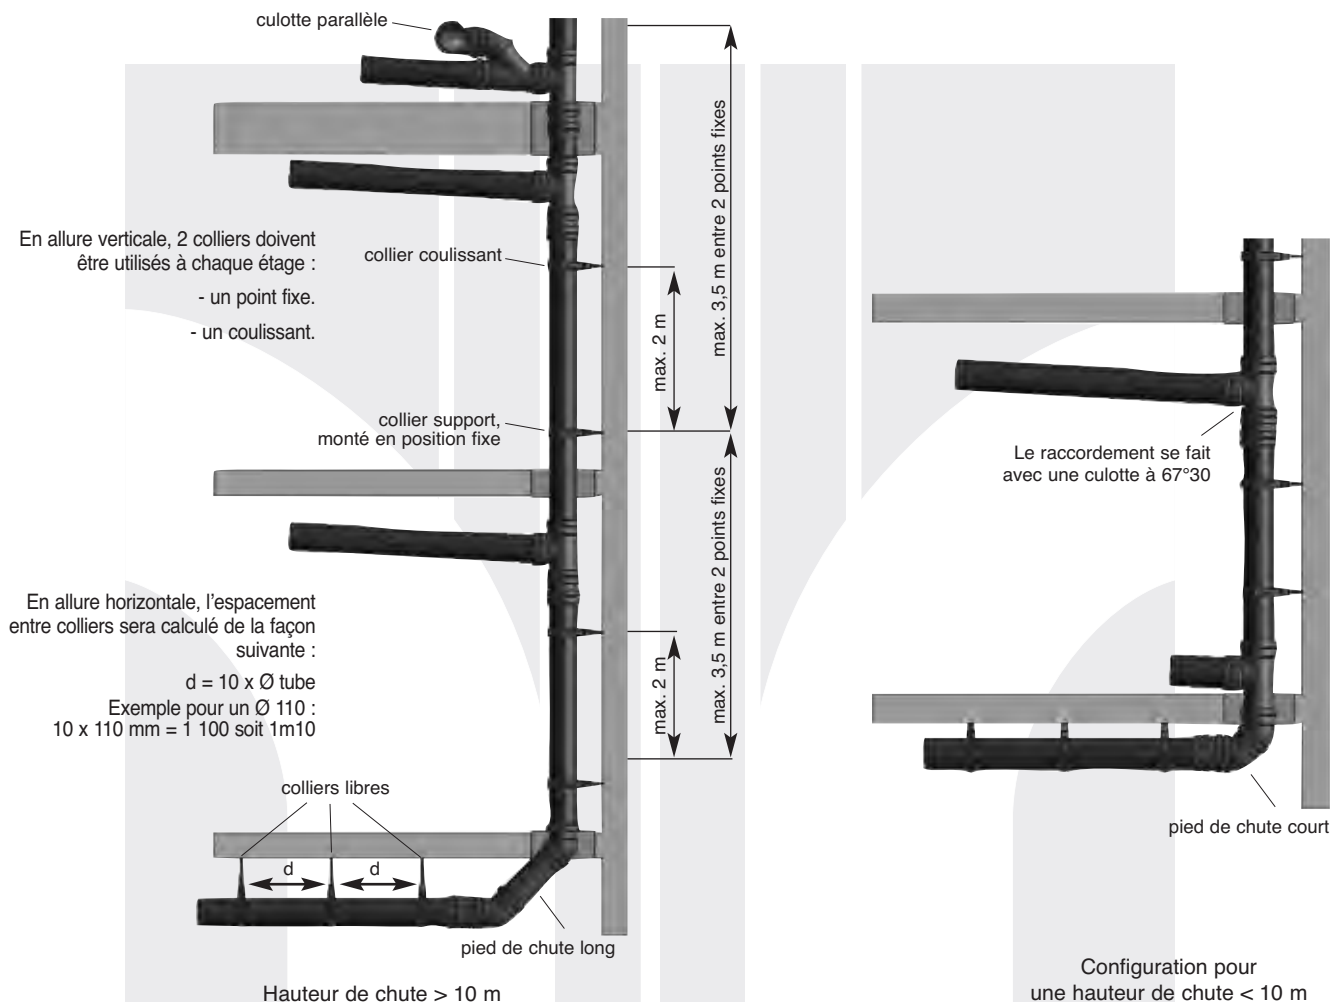 culotte parallèle
En allure verticale, 2 colliers doivent
être utilisés à chaque étage :
- un point fixe.
- un coulissant.
collier coulissant
max. 2 m
max. 3,5 m entre 2 points fixes
collier support,
monté en position fixe
En allure horizontale, l'espacement
entre colliers sera calculé de la façon
suivante :
d = 10 x Ø tube
Exemple pour un Ø 110 :
10 x 110 mm = 1 100 soit 1m10
max. 2 m
max. 3,5 m entre 2 points fixes
colliers libres
d
d
pied de chute long
Hauteur de chute > 10 m
Le raccordement se fait
avec une culotte à 67°30
pied de chute court
Configuration pour
une hauteur de chute < 10 m